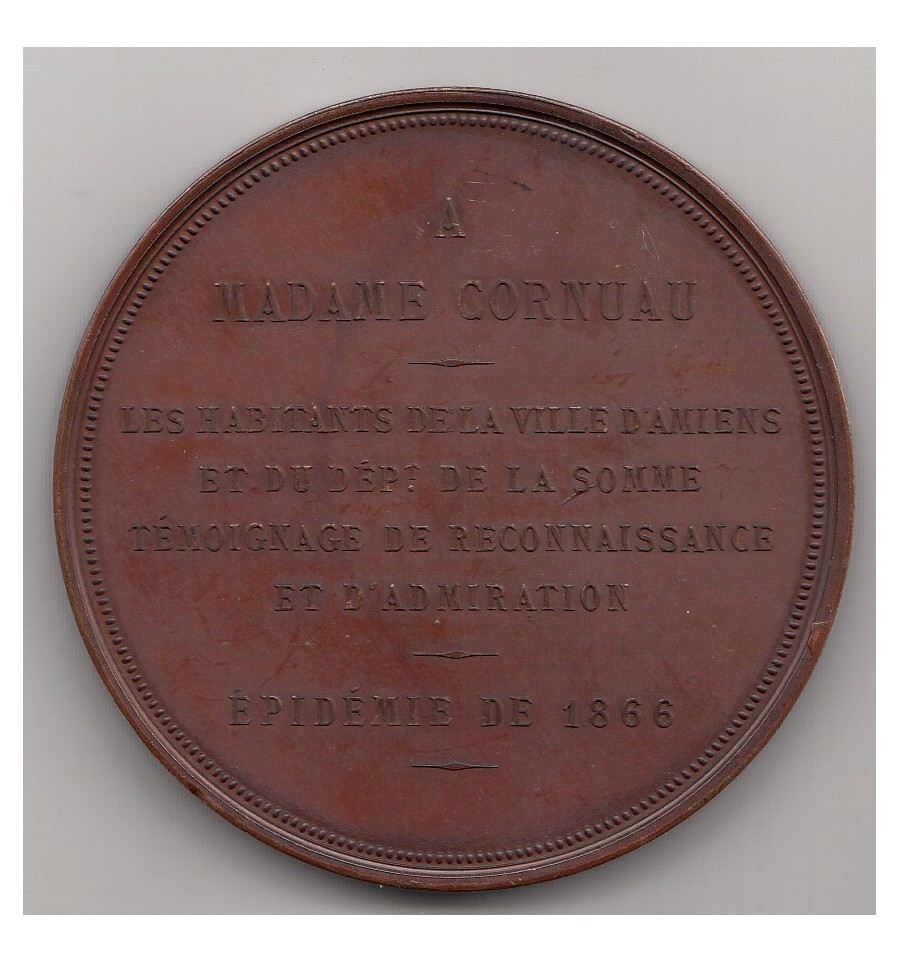 A
MADAME CORNUAU
LES HABITANTS DE LA VILLE D'AMIENS
ET DU DÉPT. DE LA SOMME
TÉMOIGNAGE DE RECONNAISSANCE
ET D'ADMIRATION
ÉPIDÉMIE DE 1866